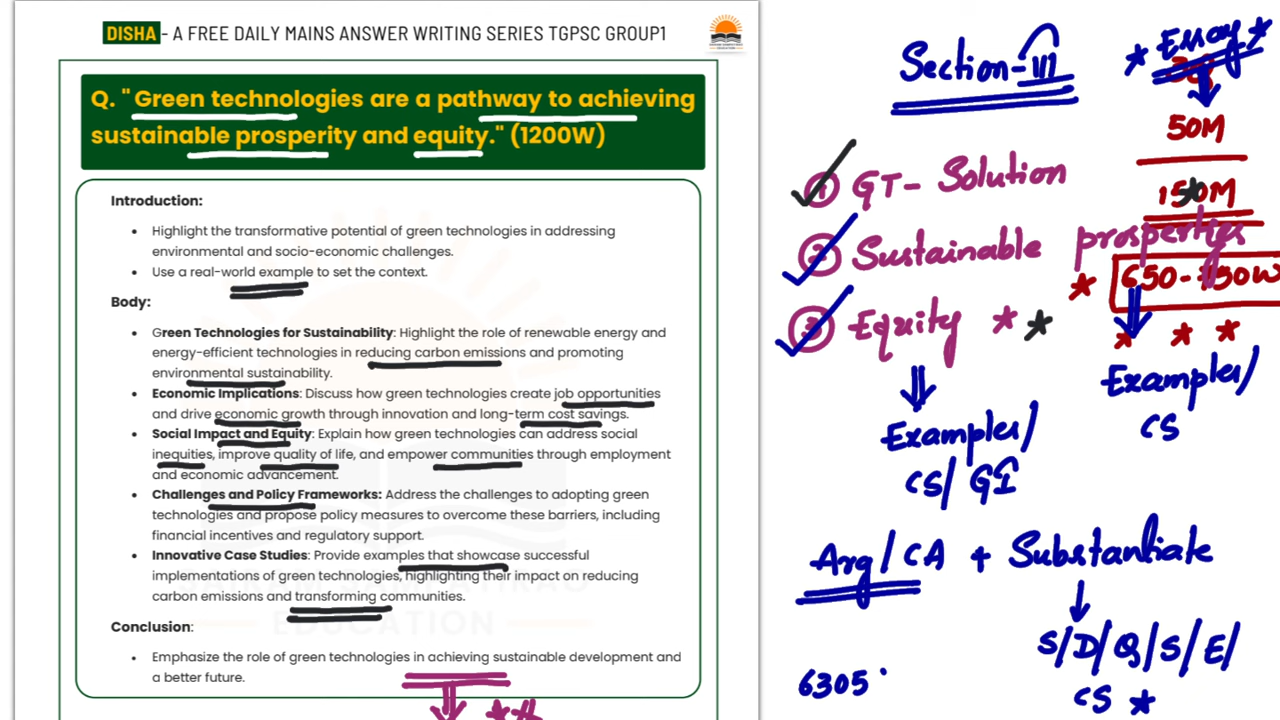 DISHA - A FREE DAILY MAINS ANSWER WRITING SERIES TGPSC GROUP1
Q. "Green technologies are a pathway to achieving
sustainable prosperity and equity." (1200W)
Introduction:
• Highlight the transformative potential of green technologies in addressing
environmental and socio-economic challenges.
• Use a real-world example to set the context.
Body:
• Green Technologies for Sustainability: Highlight the role of renewable energy and
energy-efficient technologies in reducing carbon emissions and promoting
environmental sustainability.
• Economic Implications: Discuss how green technologies create job opportunities
and drive economic growth through innovation and long-term cost savings.
• Social Impact and Equity: Explain how green technologies can address social
inequities, improve quality of life, and empower communities through employment
and economic advancement.
• Challenges and Policy Frameworks: Address the challenges to adopting green
technologies and propose policy measures to overcome these barriers, including
financial incentives and regulatory support.
• Innovative Case Studies: Provide examples that showcase successful
implementations of green technologies, highlighting their impact on reducing
carbon emissions and transforming communities.
EDUCATION
Conclusion:
• Emphasize the role of green technologies in achieving sustainable development and
a better future.
Section-III
* Essay *
50M
150M
① GT- Solution
② Sustainable
③ Equity * *
650-750W
* * *
Examples/
CS/ GI
Examples/
CS
Arg/CA + Substantiate
S/D/Q/S/E/
CS *
6305